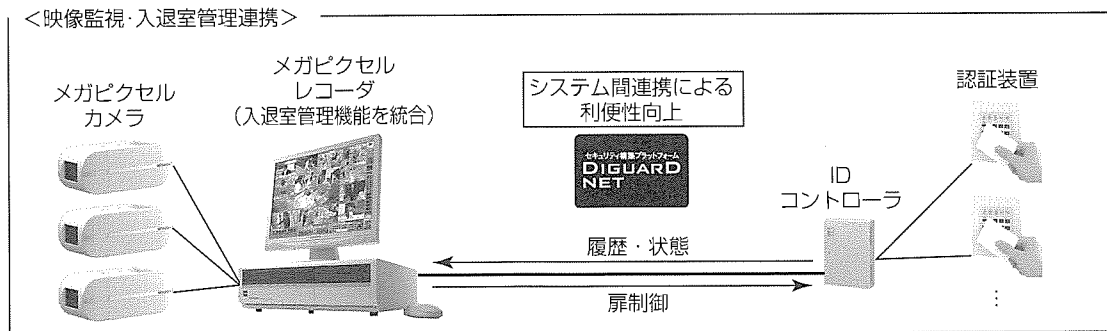 ＜映像監視・入退室管理連携＞
メガピクセル
カメラ
メガピクセル
レコーダ
（入退室管理機能を統合）
システム間連携による
利便性向上
セキュリティ構築プラットフォーム
DIGUARD
NET
認証装置
ID
コントローラ
履歴・状態
扉制御
⋮